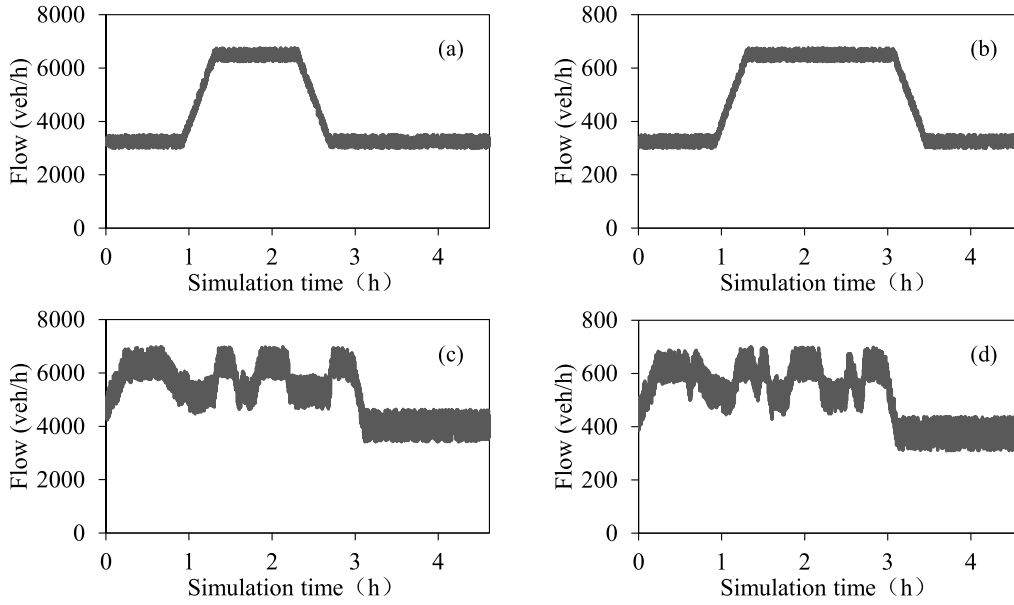 8000
6000
4000
2000
0
Flow (veh/h)
(a)
0 1 2 3 4
Simulation time（h）
800
600
400
200
0
Flow (veh/h)
(b)
0 1 2 3 4
Simulation time（h）
8000
6000
4000
2000
0
Flow (veh/h)
(c)
0 1 2 3 4
Simulation time（h）
800
600
400
200
0
Flow (veh/h)
(d)
0 1 2 3 4
Simulation time（h）